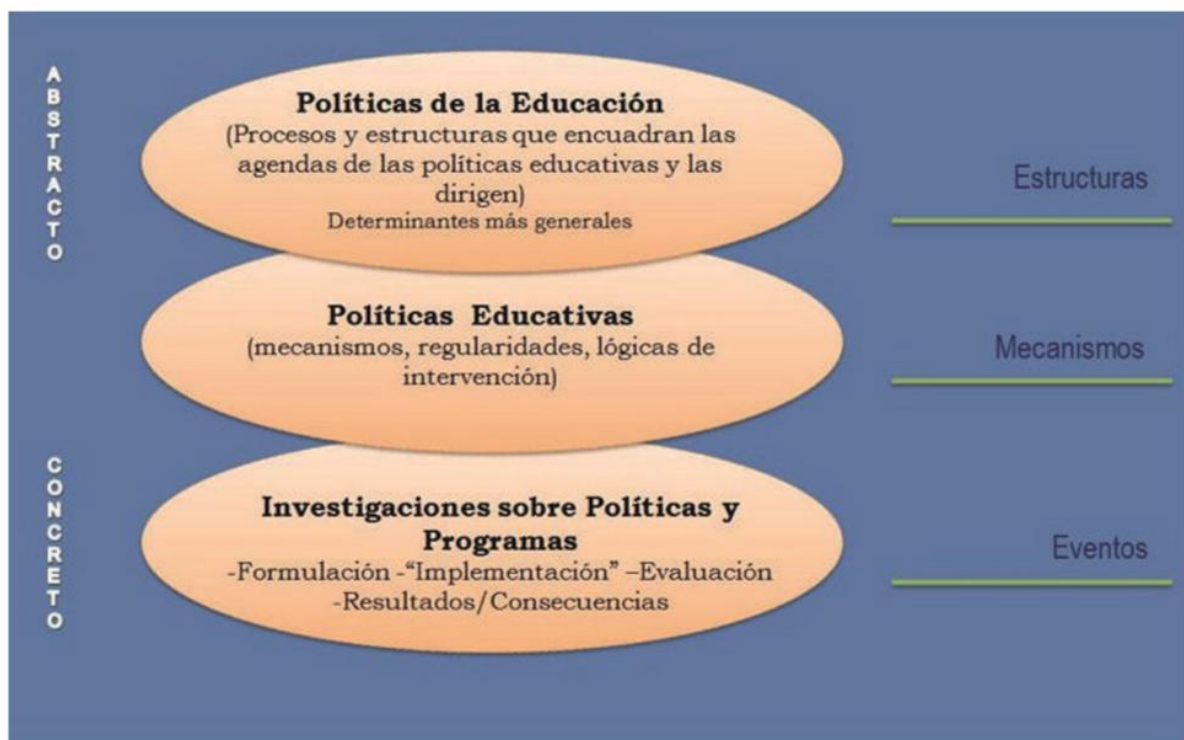 ABSTRACTO
Políticas de la Educación
(Procesos y estructuras que encuadran las
agendas de las políticas educativas y las
dirigen)
Determinantes más generales
Estructuras
Políticas Educativas
(mecanismos, regularidades, lógicas de
intervención)
Mecanismos
CONCRETO
Investigaciones sobre Políticas y
Programas
-Formulación -“Implementación” –Evaluación
-Resultados/Consecuencias
Eventos